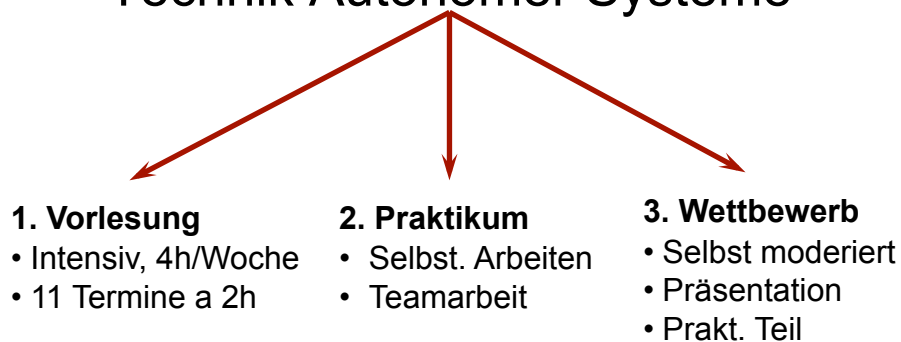 Technik Autonomer Systeme
1. Vorlesung
• Intensiv, 4h/Woche
• 11 Termine a 2h
2. Praktikum
• Selbst. Arbeiten
• Teamarbeit
3. Wettbewerb
• Selbst moderiert
• Präsentation
• Prakt. Teil